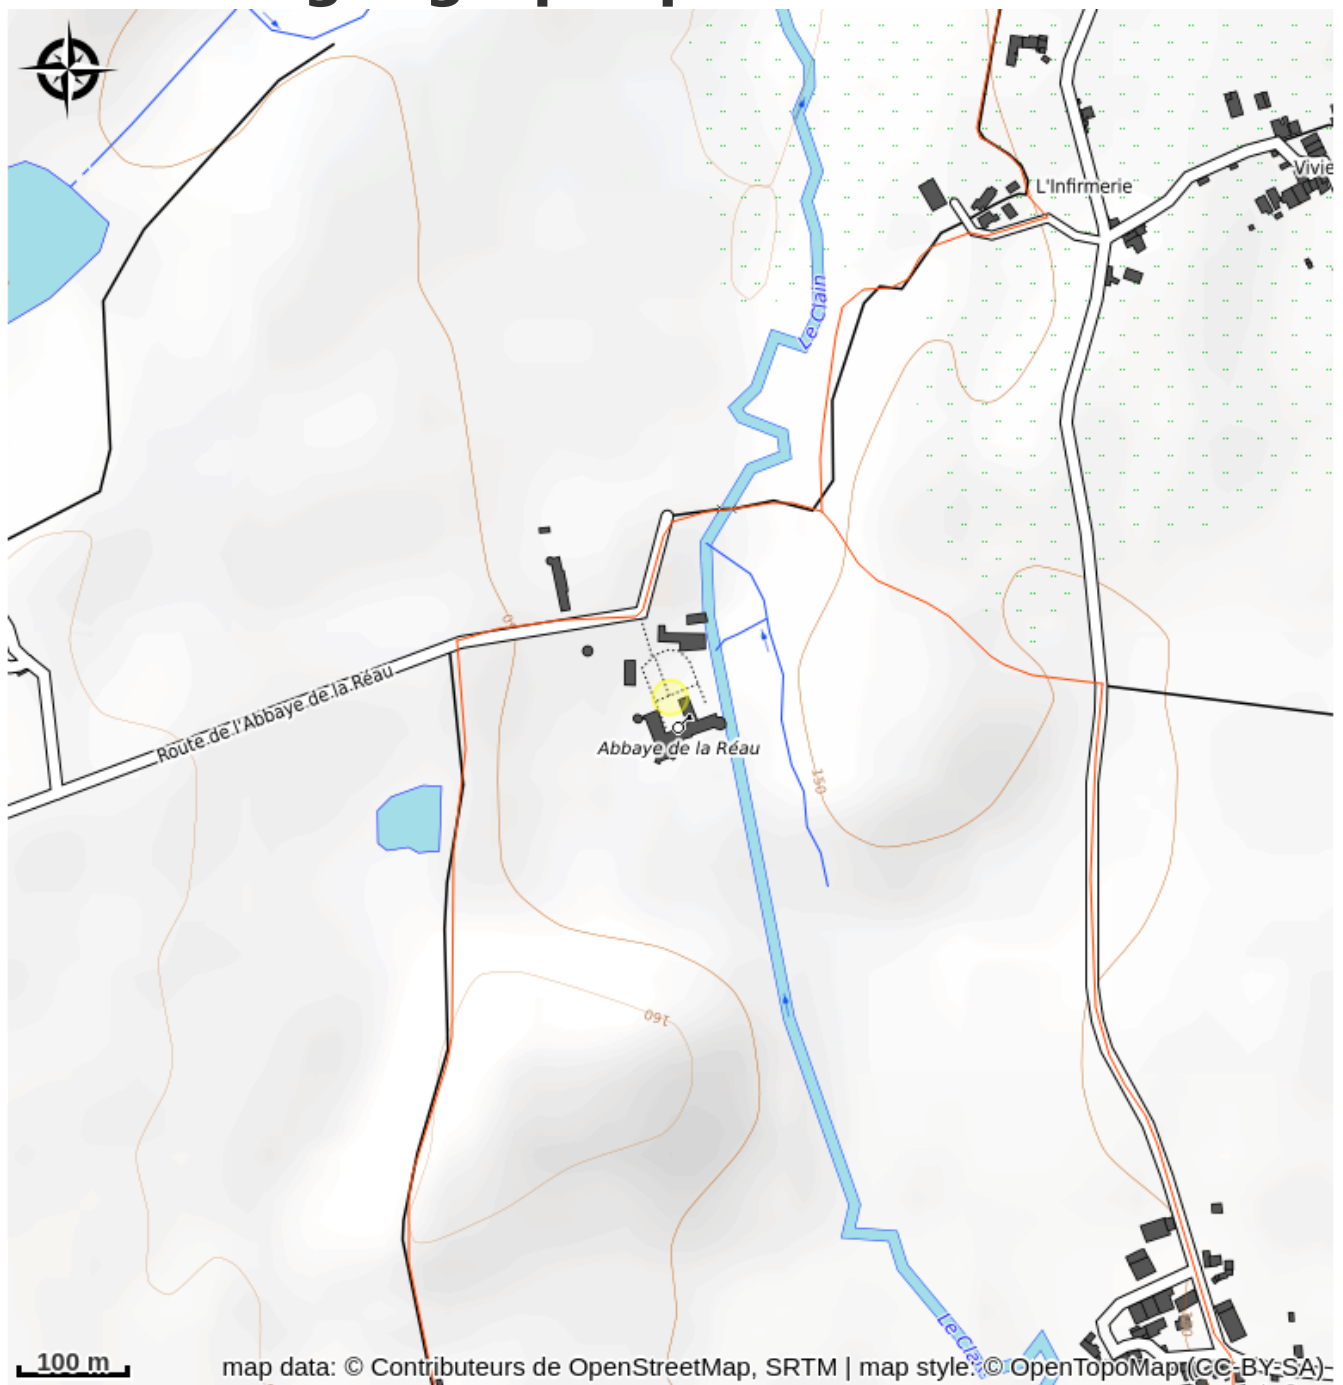 L'Infirmerie
Vivie
Le Clain
50
Route de l'Abbaye de la Réau
Abbaye de la Réau
150
160
Le Clain
100 m
map data: © Contributeurs de OpenStreetMap, SRTM | map style: © OpenTopoMap (CC-BY-SA)